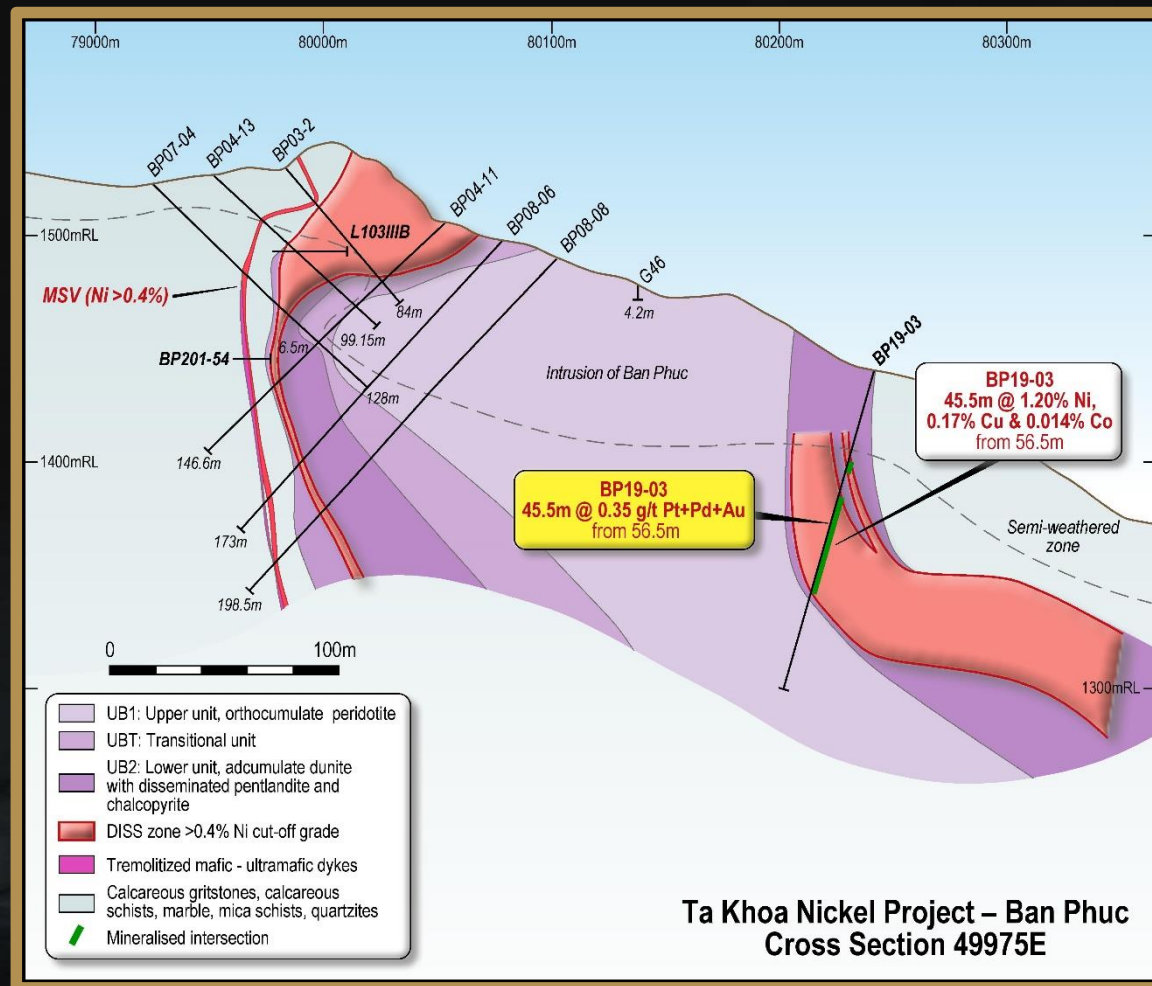 79000m
80000m
80100m
80200m
80300m
BP07-04
BP04-13
BP03-2
BP04-11
BP08-06
BP08-08
G46
BP19-03
1500mRL
L103IIIB
MSV (Ni >0.4%)
84m
4.2m
6.5m
99.15m
BP201-54
Intrusion of Ban Phuc
128m
BP19-03
45.5m @ 1.20% Ni,
0.17% Cu & 0.014% Co
from 56.5m
1400mRL
146.6m
BP19-03
45.5m @ 0.35 g/t Pt+Pd+Au
from 56.5m
Semi-weathered
zone
173m
198.5m
0
100m
1300mRL
UB1: Upper unit, orthocumulate peridotite
UBT: Transitional unit
UB2: Lower unit, adcumulate dunite
with disseminated pentlandite and
chalcopyrite
DISS zone >0.4% Ni cut-off grade
Tremolitized mafic - ultramafic dykes
Calcareous gritstones, calcareous
schists, marble, mica schists, quartzites
Mineralised intersection
Ta Khoa Nickel Project – Ban Phuc
Cross Section 49975E